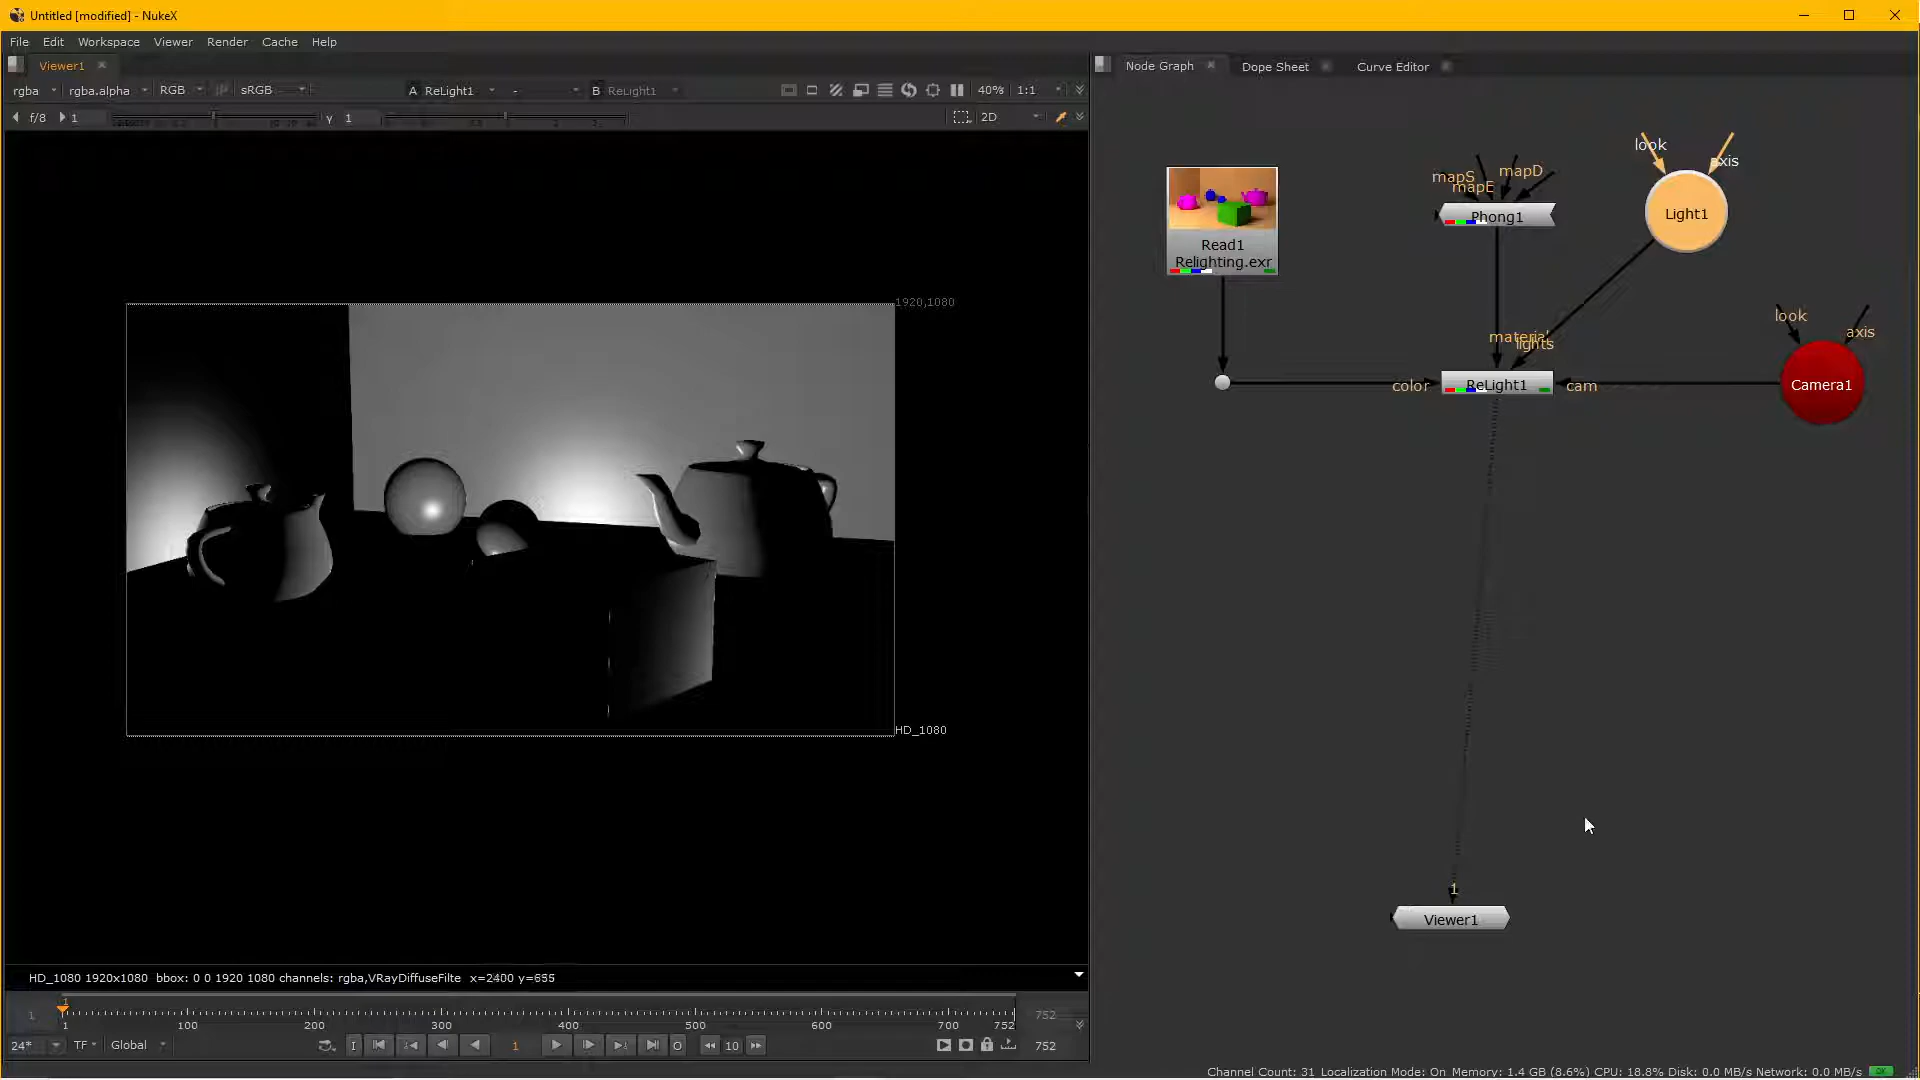 Untitled [modified] - NukeX
File Edit Workspace Viewer Render Cache Help
Viewer1
Node Graph Dope Sheet Curve Editor
rgba rgba.alpha RGB sRGB A ReLight1 - B ReLight1 40% 1:1
f/8 1 γ 1 2D
look
axis
mapS mapD
mapE
Phong1
Light1
Read1
Relighting.exr
1920,1080
look
axis
material
lights
color ReLight1 cam Camera1
HD_1080
1
Viewer1
HD_1080 1920x1080 bbox: 0 0 1920 1080 channels: rgba,VRayDiffuseFilte x=2400 y=655
1
1 752
1 100 200 300 400 500 600 700 752
24* TF Global I 1 O 10 752
Channel Count: 31 Localization Mode: On Memory: 1.4 GB (8.6%) CPU: 18.8% Disk: 0.0 MB/s Network: 0.0 MB/s